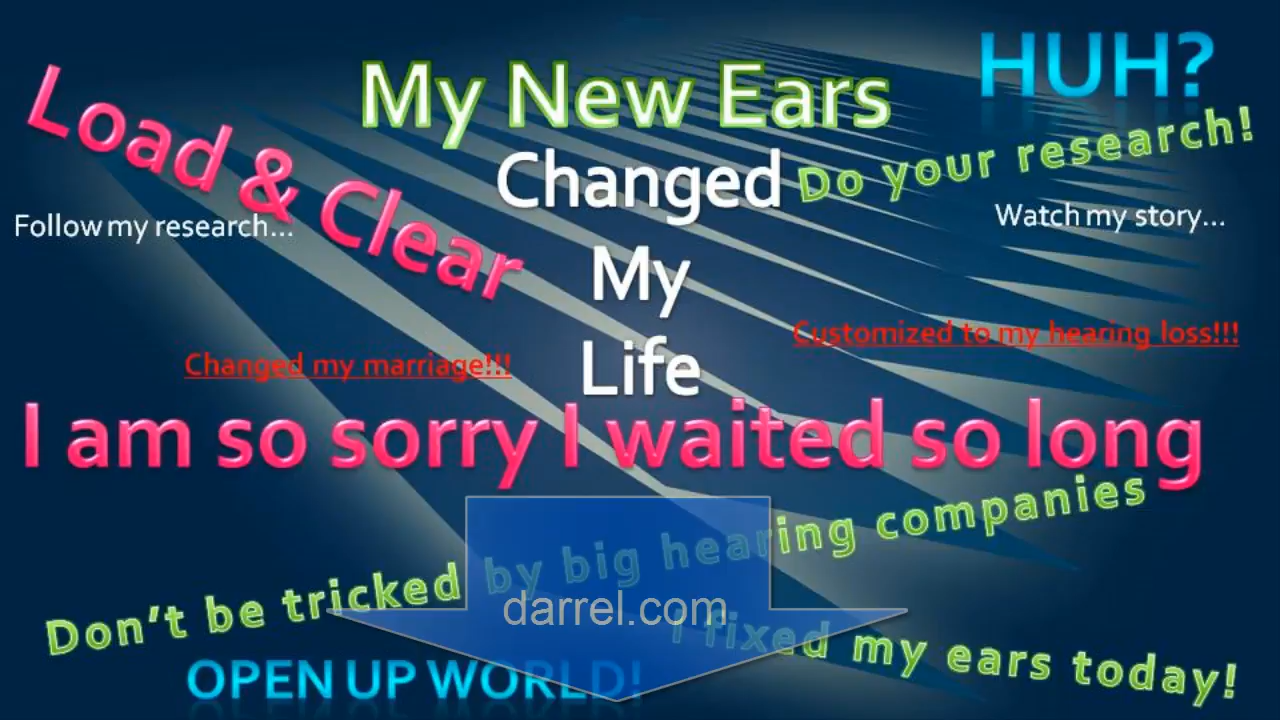 HUH?
My New Ears
Load & Clear
Do your research!
Changed
Follow my research...
Watch my story...
My
Customized to my hearing loss!!!
Changed my marriage!!!
Life
I am so sorry I waited so long
Don't be tricked by big hearing companies
darrel.com
I fixed my ears today!
OPEN UP WORLD!